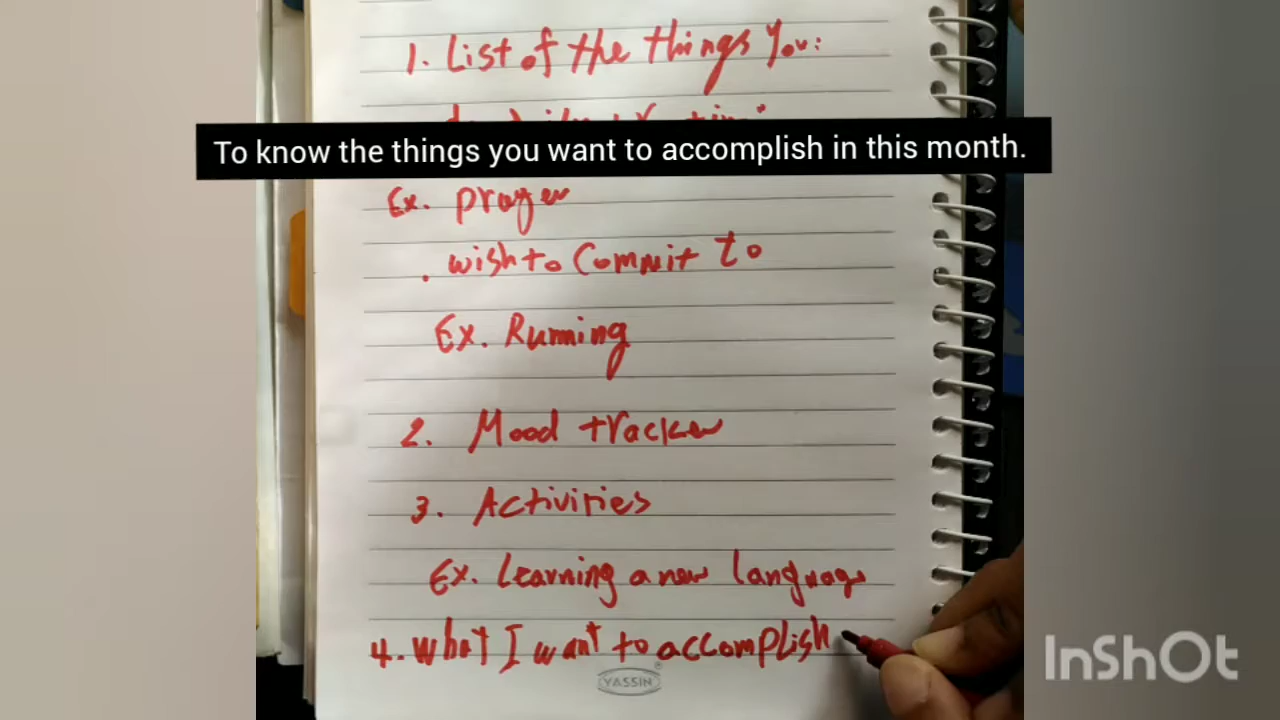 1. List of the things you:
To know the things you want to accomplish in this month.
Ex. prayer
. wish to Commit to
Ex. Running
2. Mood tracker
3. Activities
Ex. Learning a new language
4. What I want to accomplish
YASSIN
InShOt